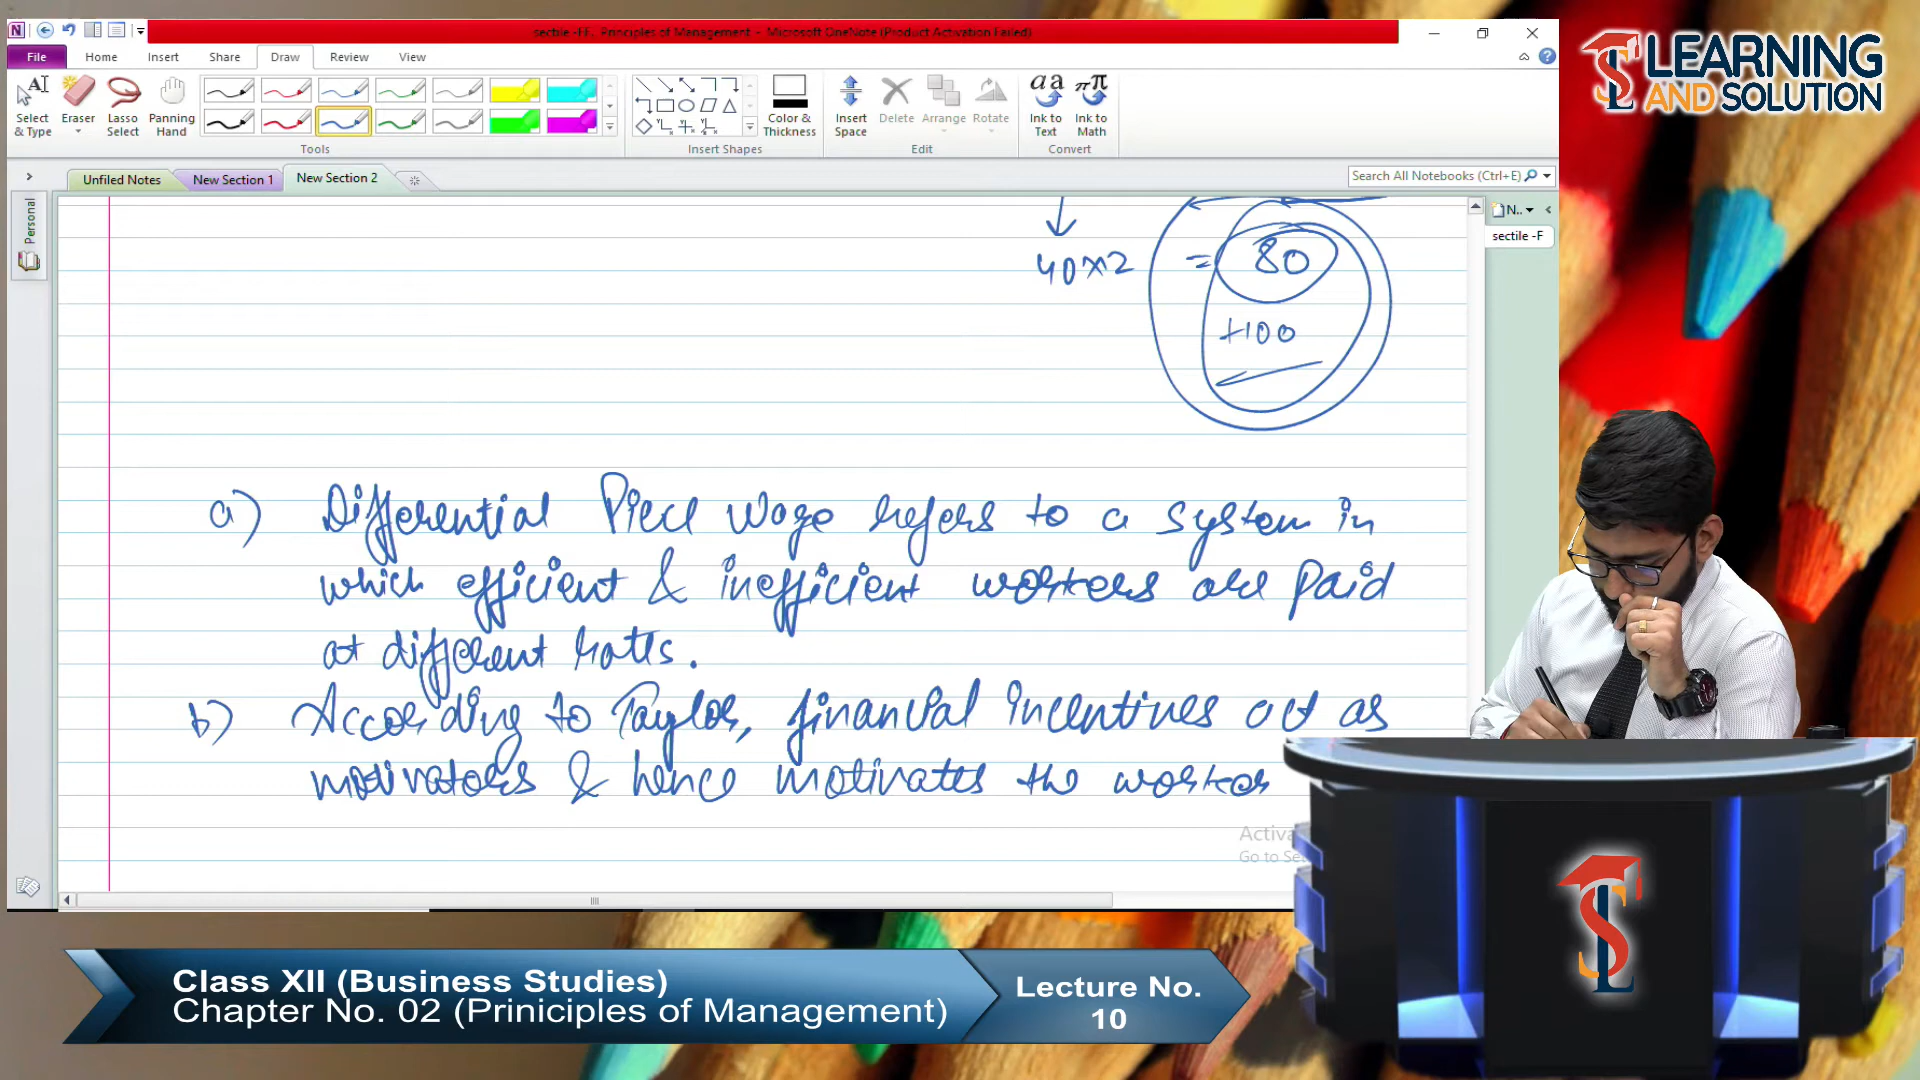 sectile -FF, Principles of Management - Microsoft OneNote (Product Activation Failed)
File Home Insert Share Draw Review View
Select & Type
Eraser
Lasso Select
Panning Hand
Color & Thickness
Insert Space
Delete
Arrange
Rotate
Ink to Text
Ink to Math
Tools
Insert Shapes
Edit
Convert
Unfiled Notes
New Section 1
New Section 2
Search All Notebooks (Ctrl+E)
N..
Personal
sectile -F
40×2 = 80
+100
a) Differential Piece Wage refers to a system in
which efficient & inefficient workers are paid
at different rates.
b) According to Taylor, financial incentives act as
motivators & hence motivates the worker
Activa
Go to Se
LEARNING
AND SOLUTION
Class XII (Business Studies)
Chapter No. 02 (Priniciples of Management)
Lecture No.
10